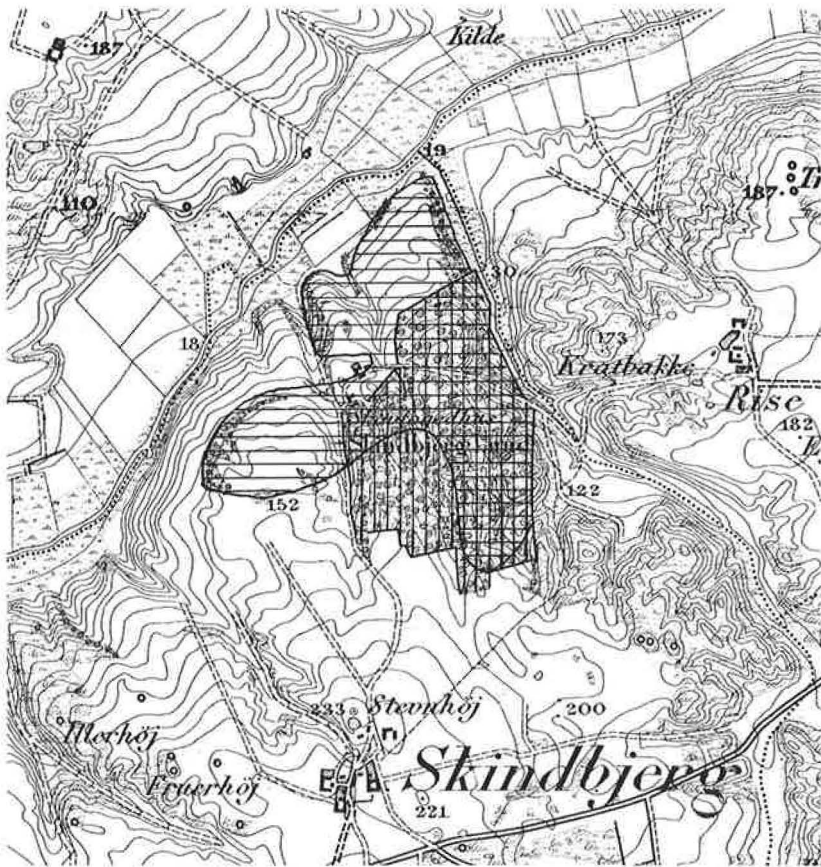 Kilde
187
19
Tr
187
110
30
18
173
Kratbakke
Rise
182
E
122
152
233
Stevnhöj
200
Illerhöj
Skindbjerg
221